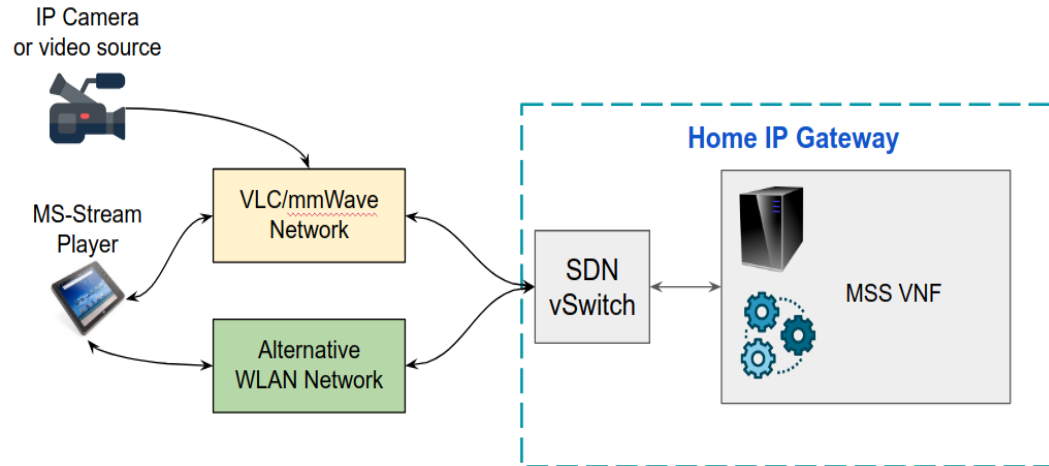 IP Camera
or video source
Home IP Gateway
VLC/mmWave
Network
MS-Stream
Player
SDN
vSwitch
MSS VNF
Alternative
WLAN Network